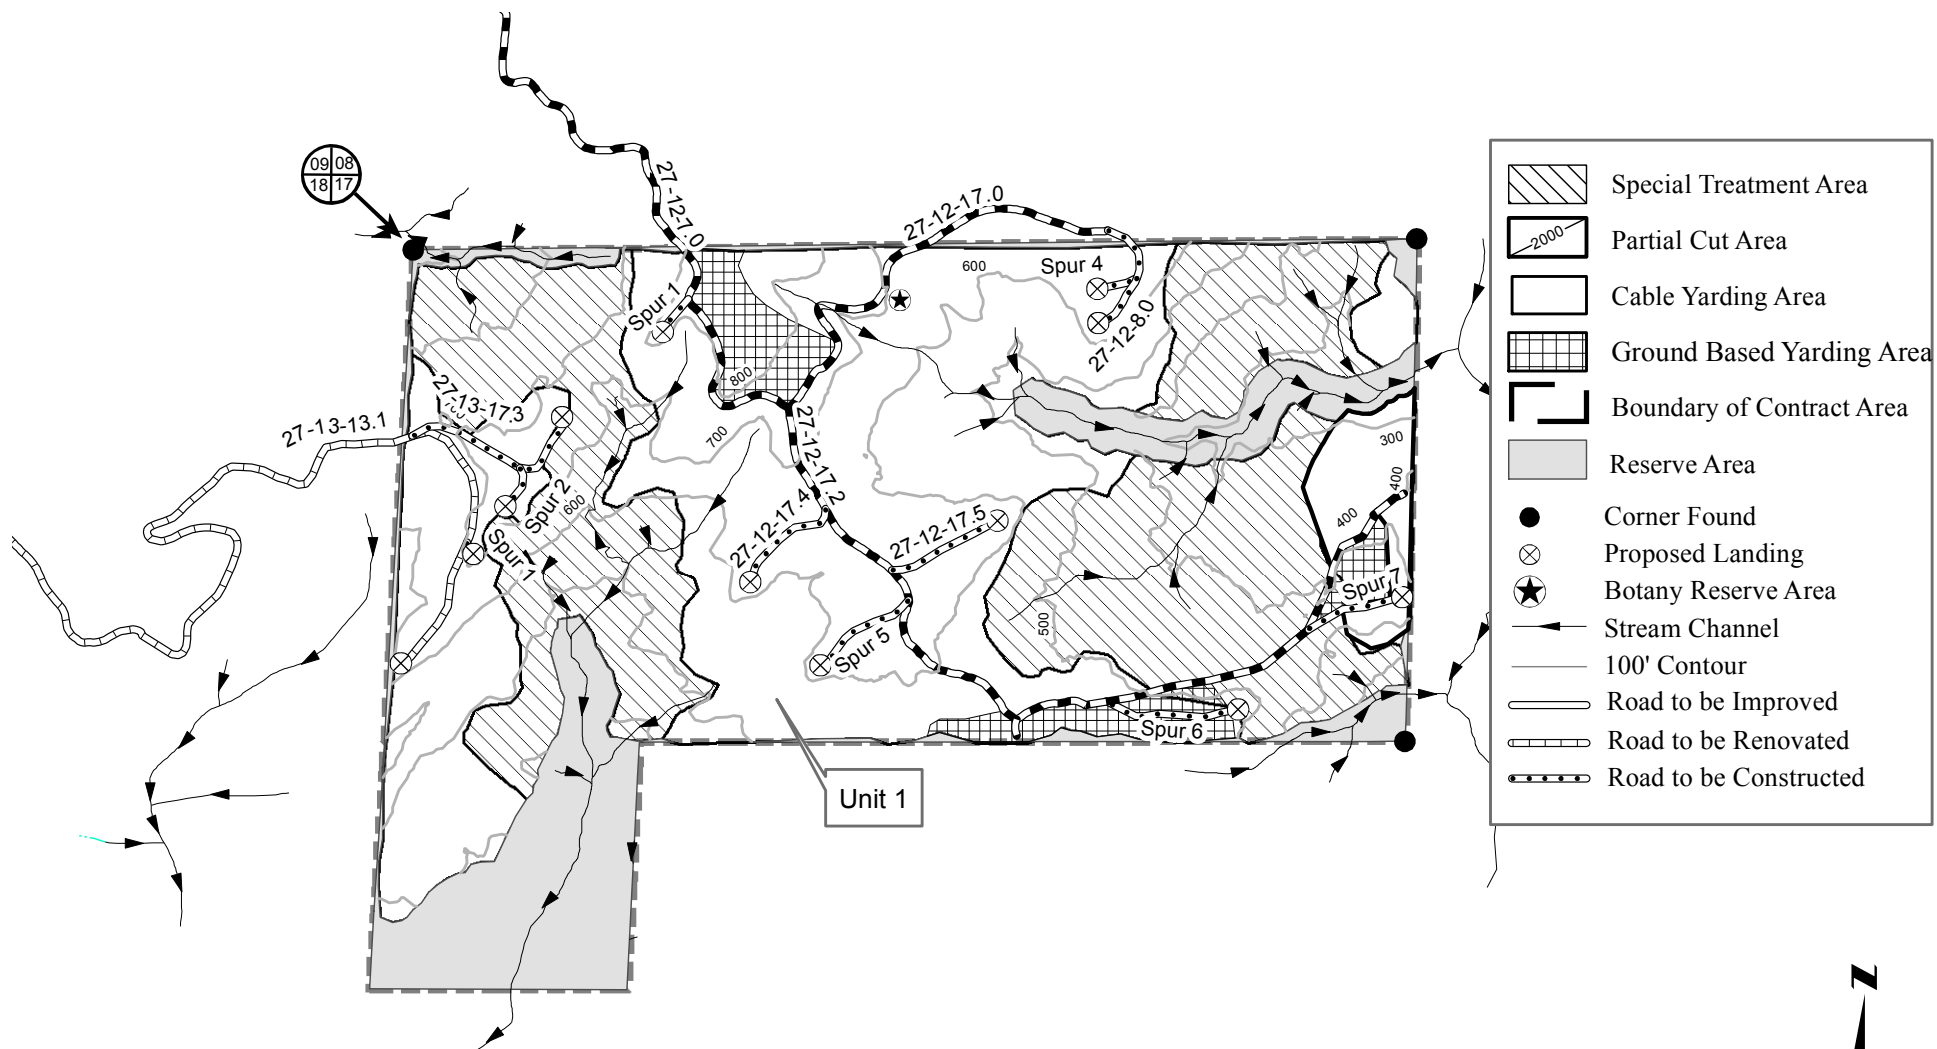 09 08
18 17
27-12-7.0
27-12-17.0
600
Spur 4
Spur 1
27-12-8.0
800
27-13-17.3
27-13-13.1
700
27-12-17.2
300
400
Spur 2
600
27-12-17.4
27-12-17.5
400
Spur 1
Spur 7
500
Spur 5
Spur 6
Unit 1
Special Treatment Area
2000
Partial Cut Area
Cable Yarding Area
Ground Based Yarding Area
Boundary of Contract Area
Reserve Area
Corner Found
Proposed Landing
Botany Reserve Area
Stream Channel
100' Contour
Road to be Improved
Road to be Renovated
Road to be Constructed
N